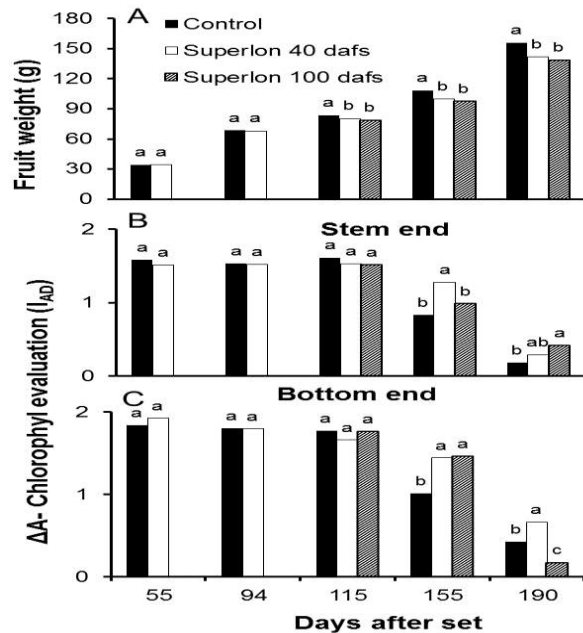 A
Control
Superlon 40 dafs
Superlon 100 dafs
Fruit weight (g)
180
150
120
90
60
30
0
a a
a a
a b b
a b b
a b b
B
Stem end
2
1
0
a a
a a
a a a
b a b
b ab a
C
Bottom end
2
1
0
a a
a a
a a a
b a a
b a c
ΔA- Chlorophyl evaluation (IAD)
55 94 115 155 190
Days after set